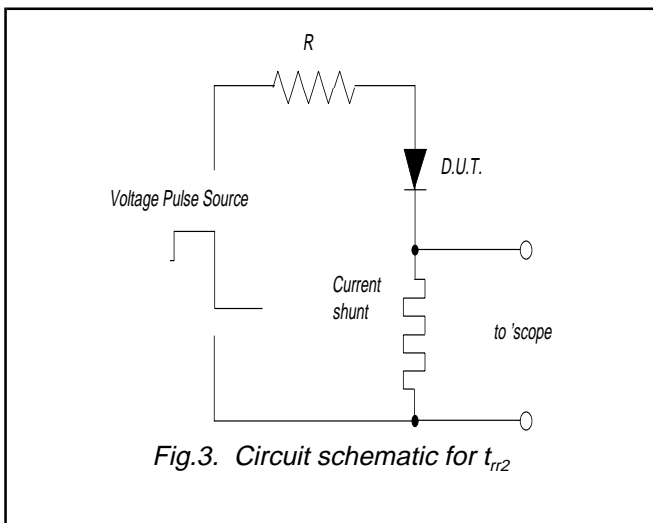 R
D.U.T.
Voltage Pulse Source
Current
shunt
to 'scope
Fig.3. Circuit schematic for trr2